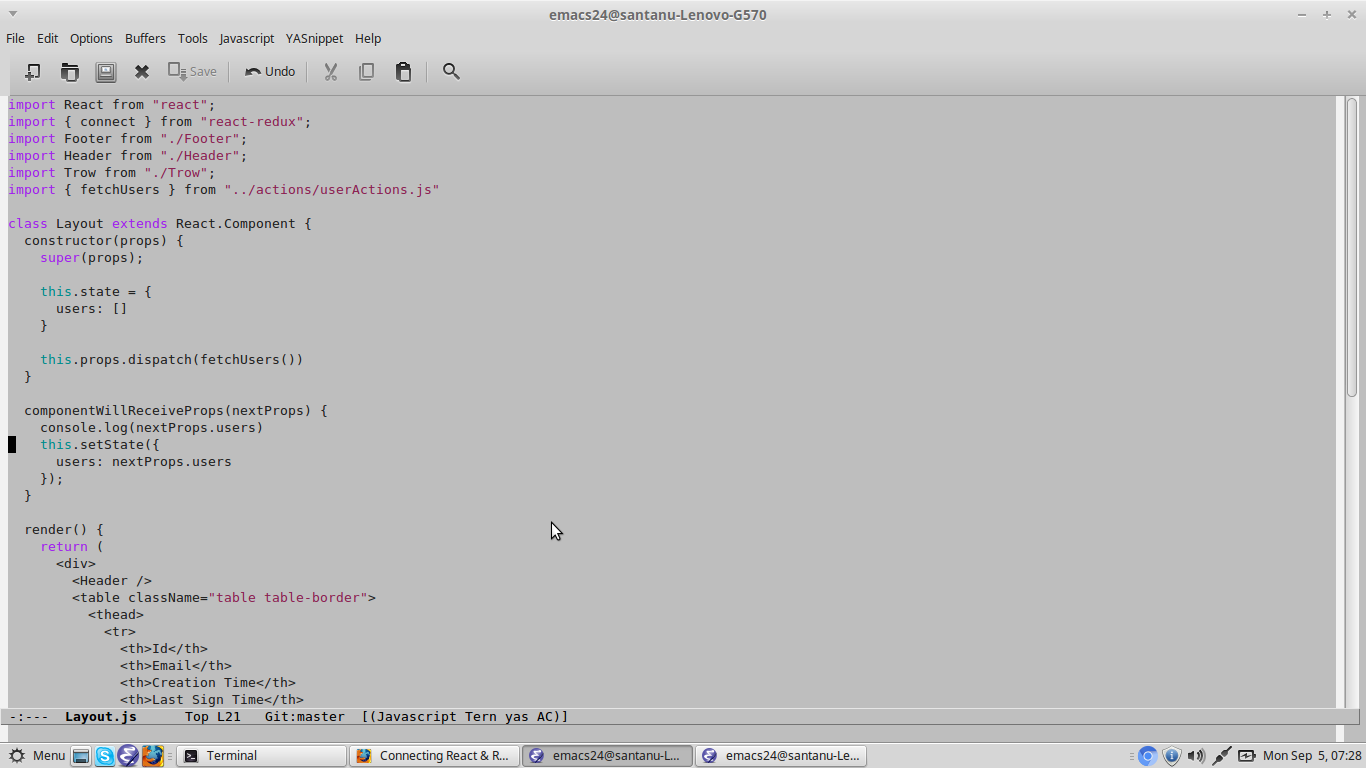 emacs24@santanu-Lenovo-G570
File Edit Options Buffers Tools Javascript YASnippet Help
Save Undo
import React from "react";
import { connect } from "react-redux";
import Footer from "./Footer";
import Header from "./Header";
import Trow from "./Trow";
import { fetchUsers } from "../actions/userActions.js"
class Layout extends React.Component {
  constructor(props) {
    super(props);
    this.state = {
      users: []
    }
    this.props.dispatch(fetchUsers())
  }
  componentWillReceiveProps(nextProps) {
    console.log(nextProps.users)
    this.setState({
      users: nextProps.users
    });
  }
  render() {
    return (
      <div>
        <Header />
        <table className="table table-border">
          <thead>
            <tr>
              <th>Id</th>
              <th>Email</th>
              <th>Creation Time</th>
              <th>Last Sign Time</th>
-:---  Layout.js      Top L21   Git:master  [(Javascript Tern yas AC)]
Menu Terminal Connecting React & R... emacs24@santanu-L... emacs24@santanu-Le... Mon Sep 5, 07:28